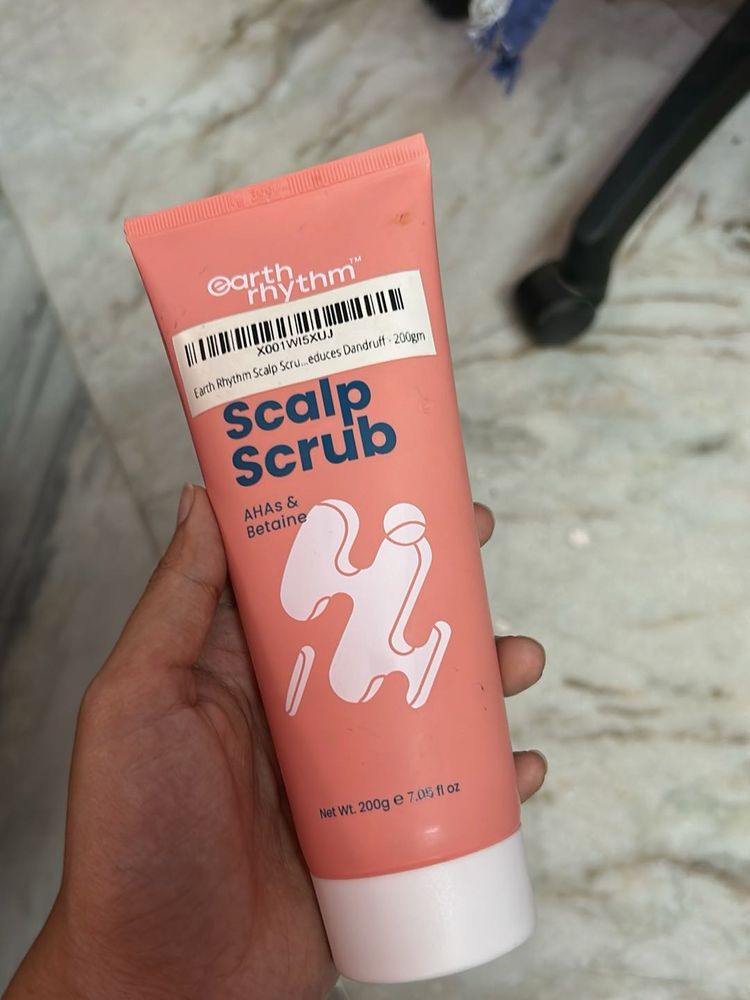 earth
rhythm™
X001WI5XUJ
Earth Rhythm Scalp Scru...educes Dandruff - 200gm
Scalp
Scrub
AHAs &
Betaine
Net Wt. 200g e 7.05 fl oz